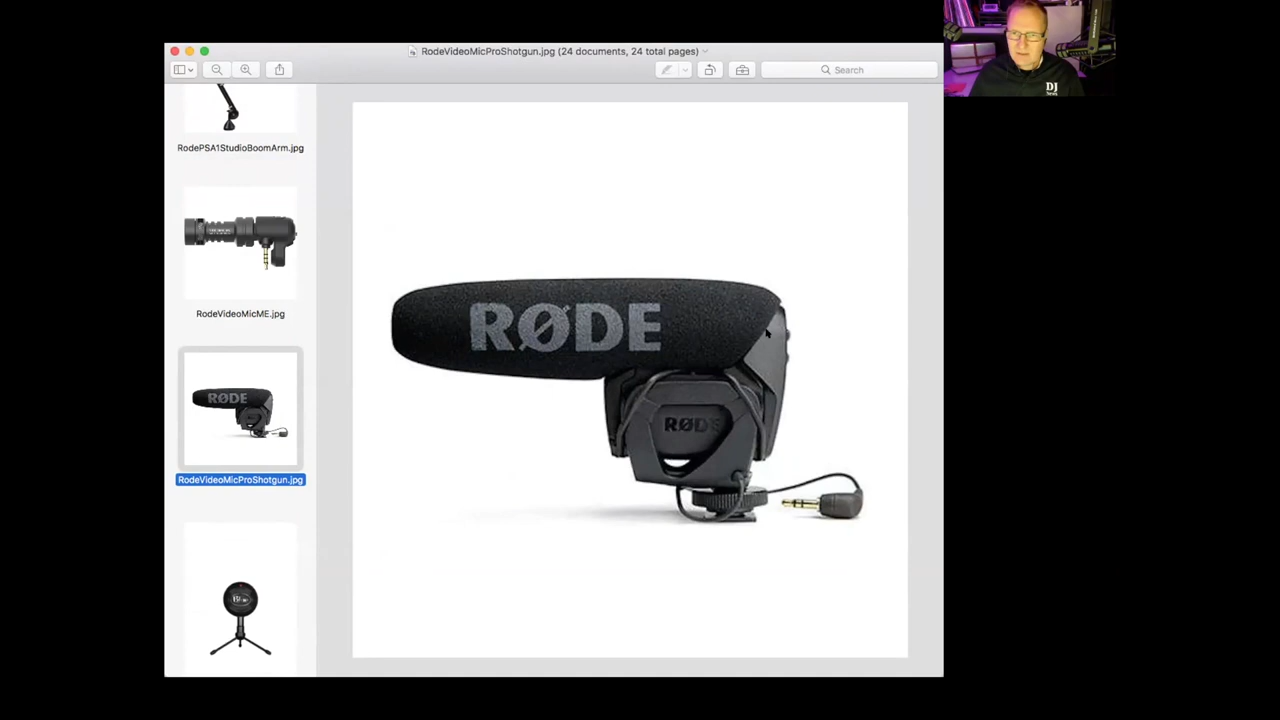 RodeVideoMicProShotgun.jpg (24 documents, 24 total pages)
Search
DJ
RodePSA1StudioBoomArm.jpg
RodeVideoMicME.jpg
RØDE
RodeVideoMicProShotgun.jpg
RØDE
RØDE